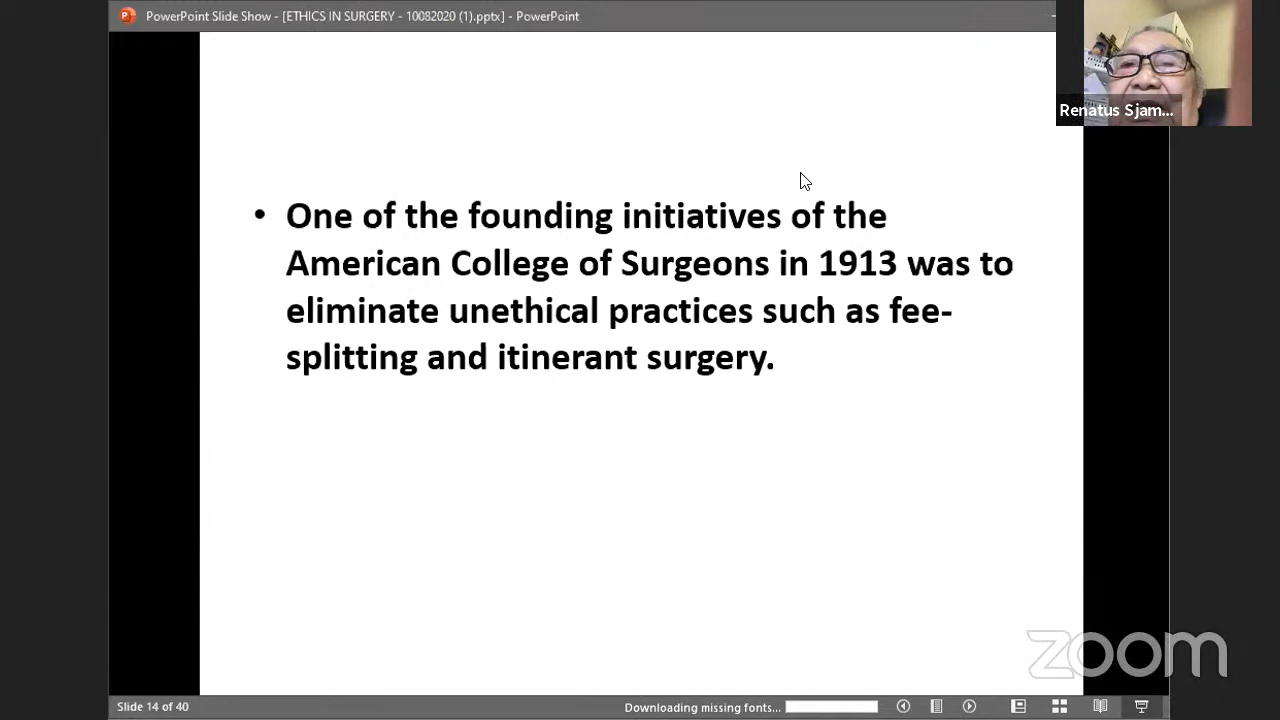 PowerPoint Slide Show - [ETHICS IN SURGERY - 10082020 (1).pptx] - PowerPoint
Renatus Sjam...
• One of the founding initiatives of the
American College of Surgeons in 1913 was to
eliminate unethical practices such as fee-
splitting and itinerant surgery.
zoom
Slide 14 of 40
Downloading missing fonts...